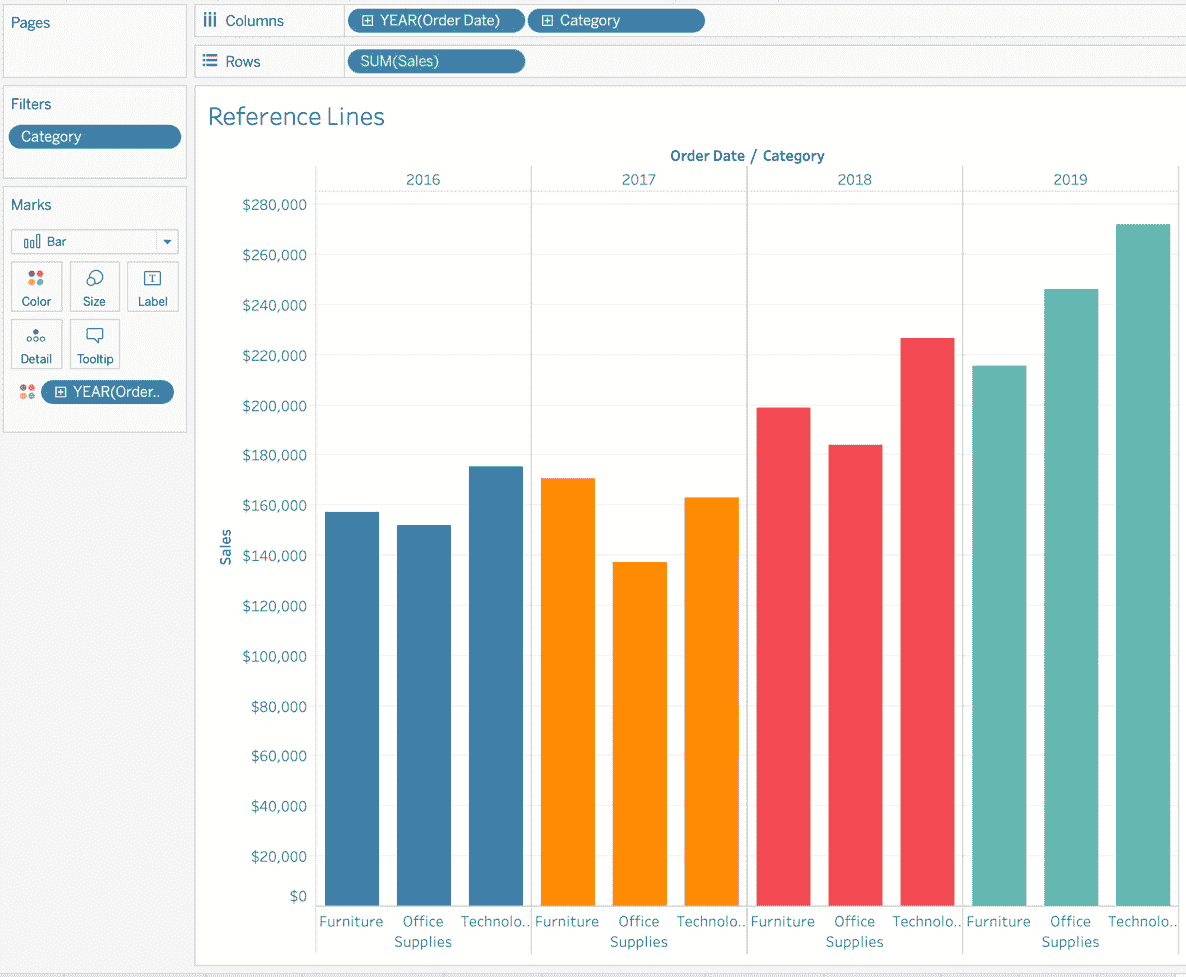 Pages
Columns
YEAR(Order Date)
Category
Rows
SUM(Sales)
Filters
Category
Marks
Bar
Color
Size
Label
Detail
Tooltip
YEAR(Order..
Reference Lines
Order Date / Category
2016
2017
2018
2019
$280,000
$260,000
$240,000
$220,000
$200,000
$180,000
$160,000
$140,000
$120,000
$100,000
$80,000
$60,000
$40,000
$20,000
$0
Sales
Furniture
Office
Supplies
Technolo..
Furniture
Office
Supplies
Technolo..
Furniture
Office
Supplies
Technolo..
Furniture
Office
Supplies
Technolo..